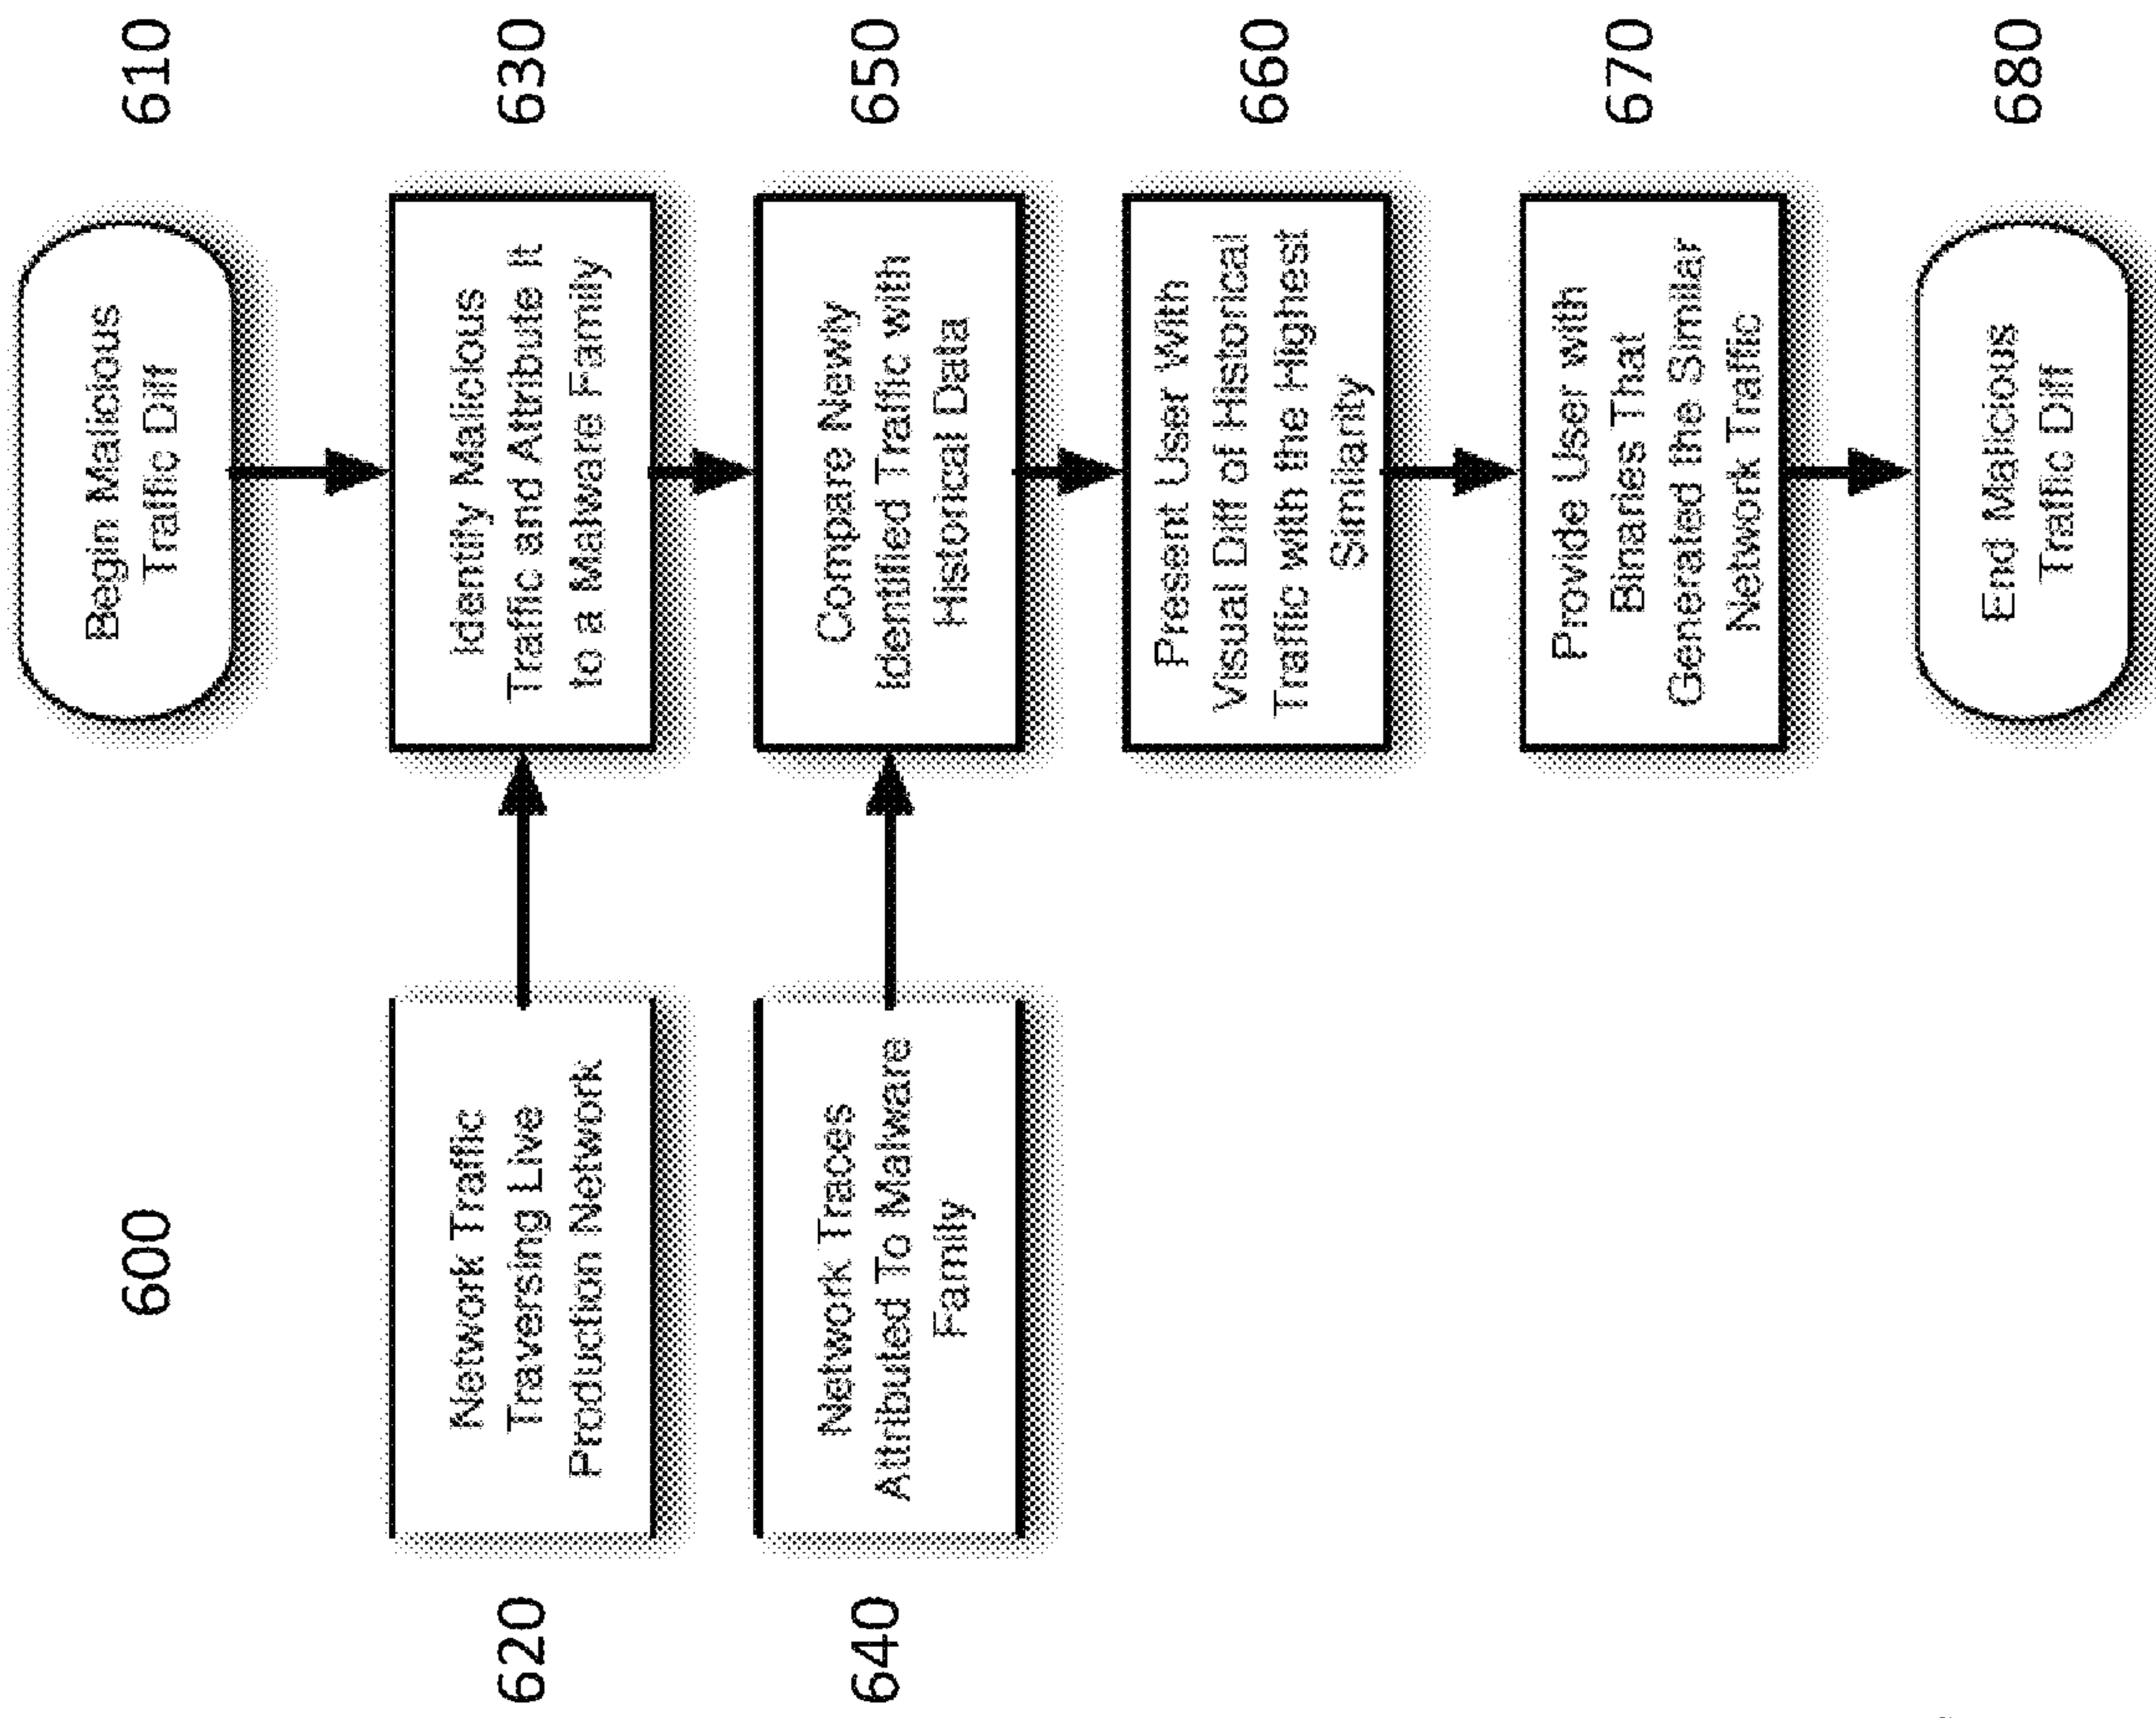 600
610
Begin Malicious
Traffic Diff
620
Network Traffic
Traversing Live
Production Network
630
Identify Malicious
Traffic and Attribute It
to a Malware Family
640
Network Traces
Attributed To Malware
Family
650
Compare Newly
Identified Traffic with
Historical Data
660
Present User With
Visual Diff of Historical
Traffic with the Highest
Similarity
670
Provide User with
Binaries That
Generated the Similar
Network Traffic
680
End Malicious
Traffic Diff